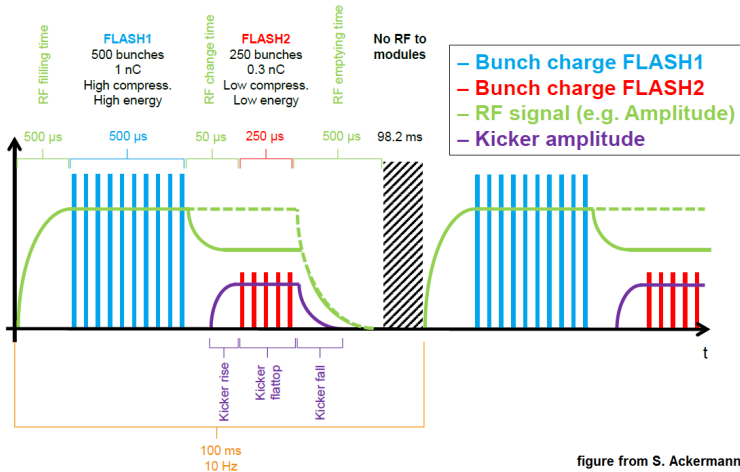 RF filling time
FLASH1
500 bunches
1 nC
High compress.
High energy
RF change time
FLASH2
250 bunches
0.3 nC
Low compress.
Low energy
RF emptying time
No RF to
modules
– Bunch charge FLASH1
– Bunch charge FLASH2
– RF signal (e.g. Amplitude)
– Kicker amplitude
500 µs
500 µs
50 µs
250 µs
500 µs
98.2 ms
t
Kicker rise
Kicker
flattop
Kicker fall
100 ms
10 Hz
figure from S. Ackermann